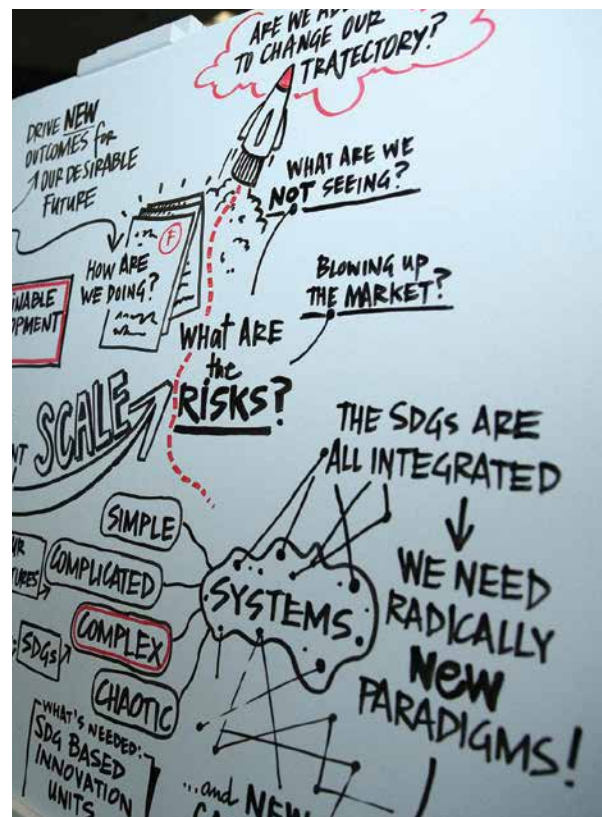 ARE WE
TO CHANGE OUR
TRAJECTORY?
DRIVE NEW
OUTCOMES for
OUR DESIRABLE
FUTURE
WHAT ARE WE
NOT SEEING?
F
HOW ARE
WE DOING?
BLOWING UP
THE MARKET?
NABLE
OPMENT
WHAT ARE
the
RISKS?
SCALE
THE SDGs ARE
ALL INTEGRATED
WE NEED
RADICALLY
NEW
PARADIGMS!
SIMPLE
COMPLICATED
COMPLEX
CHAOTIC
SYSTEMS
SDGs
WHAT'S NEEDED:
SDG BASED
INNOVATION
UNITS
...and NEW